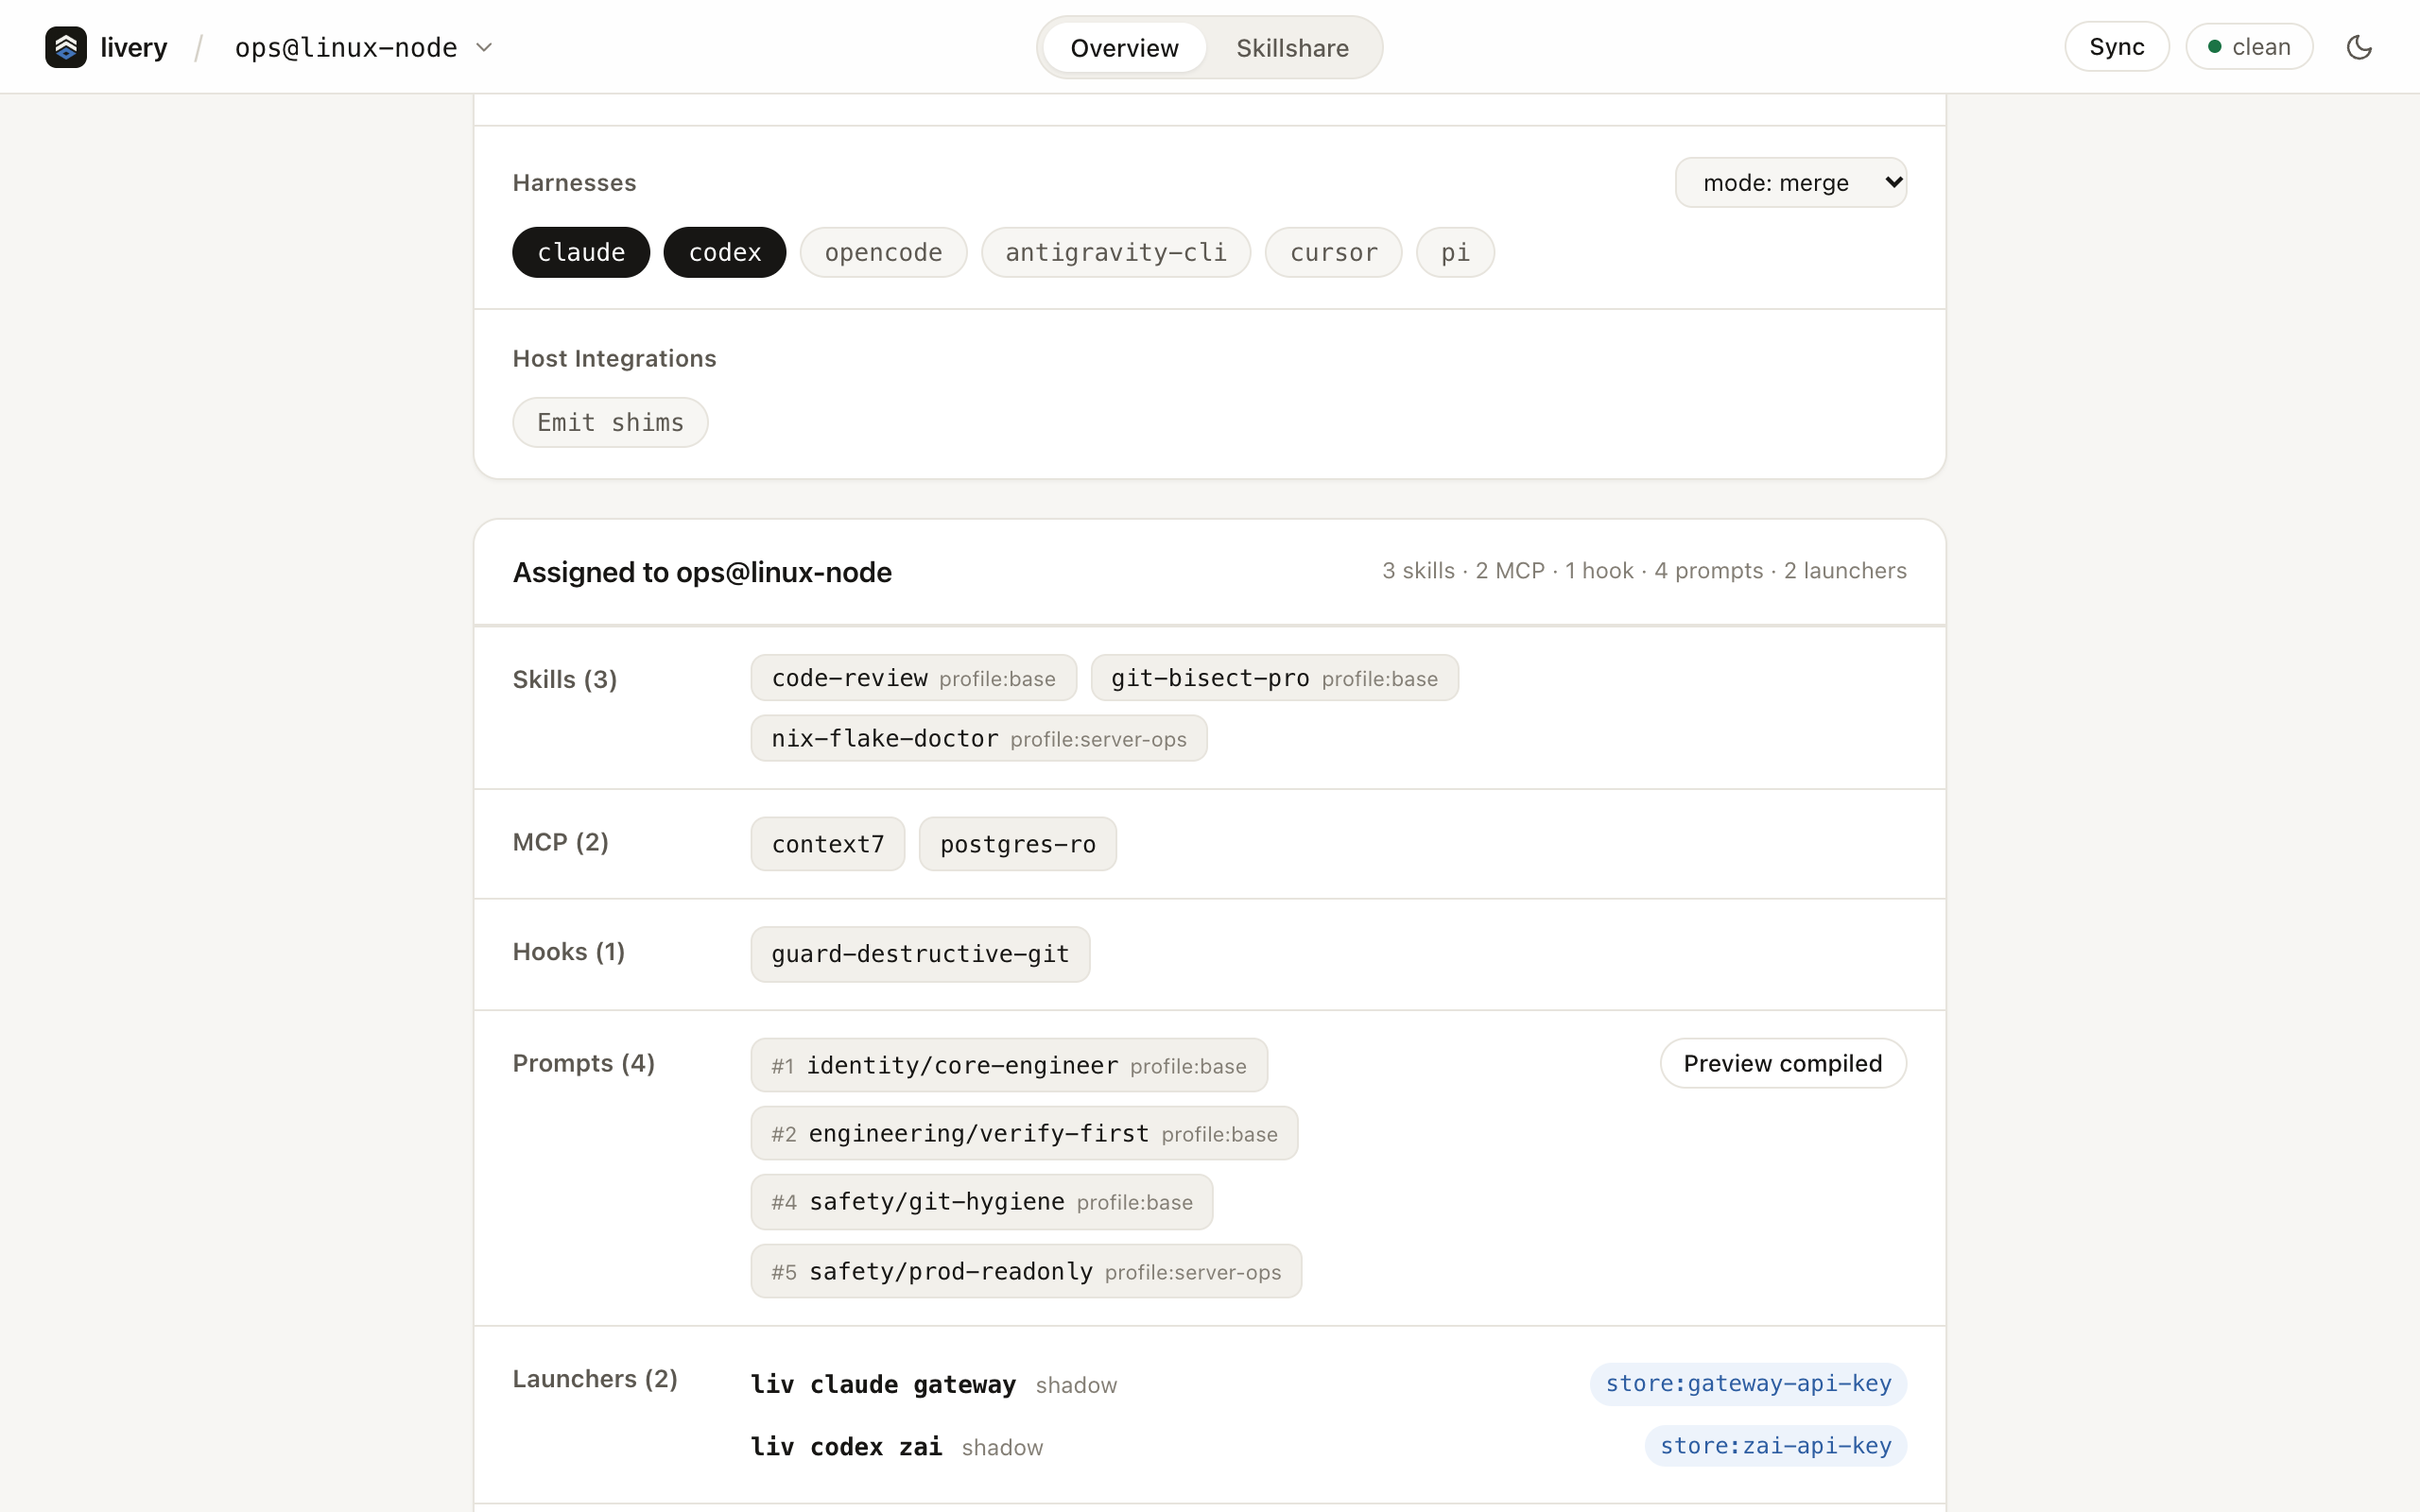 livery / ops@linux-node
Overview Skillshare
Sync clean
Harnesses mode: merge
claude codex opencode antigravity-cli cursor pi
Host Integrations
Emit shims
Assigned to ops@linux-node 3 skills · 2 MCP · 1 hook · 4 prompts · 2 launchers
Skills (3) code-review profile:base git-bisect-pro profile:base
nix-flake-doctor profile:server-ops
MCP (2) context7 postgres-ro
Hooks (1) guard-destructive-git
Prompts (4) #1 identity/core-engineer profile:base Preview compiled
#2 engineering/verify-first profile:base
#4 safety/git-hygiene profile:base
#5 safety/prod-readonly profile:server-ops
Launchers (2) liv claude gateway shadow store:gateway-api-key
liv codex zai shadow store:zai-api-key